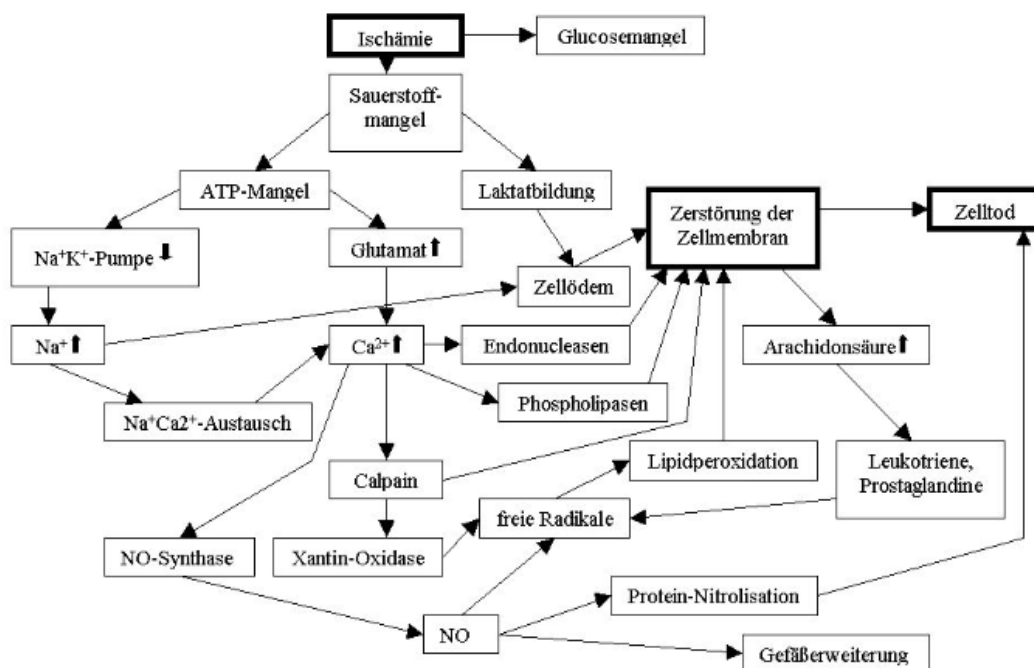 Ischämie
Glucosemangel
Sauerstoff-
mangel
ATP-Mangel
Laktatbildung
Zerstörung der
Zellmembran
Zelltod
Na⁺K⁺-Pumpe ⬇
Glutamat ⬆
Zellödem
Na⁺ ⬆
Ca²⁺ ⬆
Endonucleasen
Arachidonsäure ⬆
Phospholipasen
Na⁺Ca2⁺-Austausch
Calpain
Lipidperoxidation
Leukotriene,
Prostaglandine
freie Radikale
NO-Synthase
Xantin-Oxidase
Protein-Nitrolisation
NO
Gefäßerweiterung